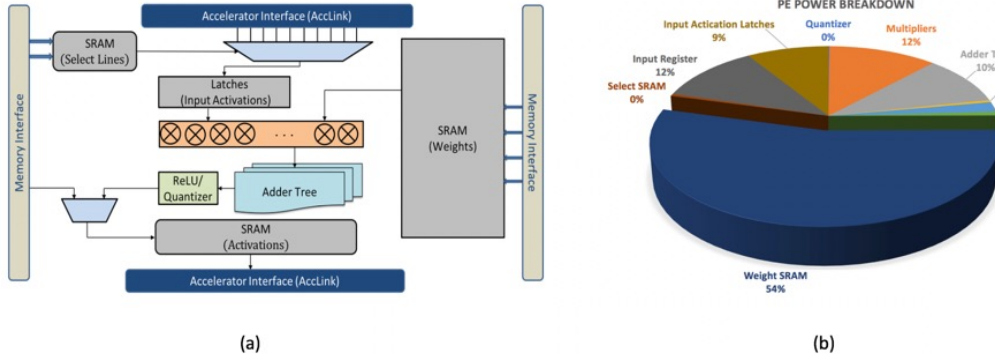 Accelerator Interface (AccLink)
Memory Interface
SRAM
(Select Lines)
Latches
(Input Activations)
. . .
SRAM
(Weights)
Memory Interface
ReLU/
Quantizer
Adder Tree
SRAM
(Activations)
Accelerator Interface (AccLink)
(a)
PE POWER BREAKDOWN
Input Actication Latches
9%
Quantizer
0%
Multipliers
12%
Adder T
10%
Input Register
12%
Select SRAM
0%
Weight SRAM
54%
(b)